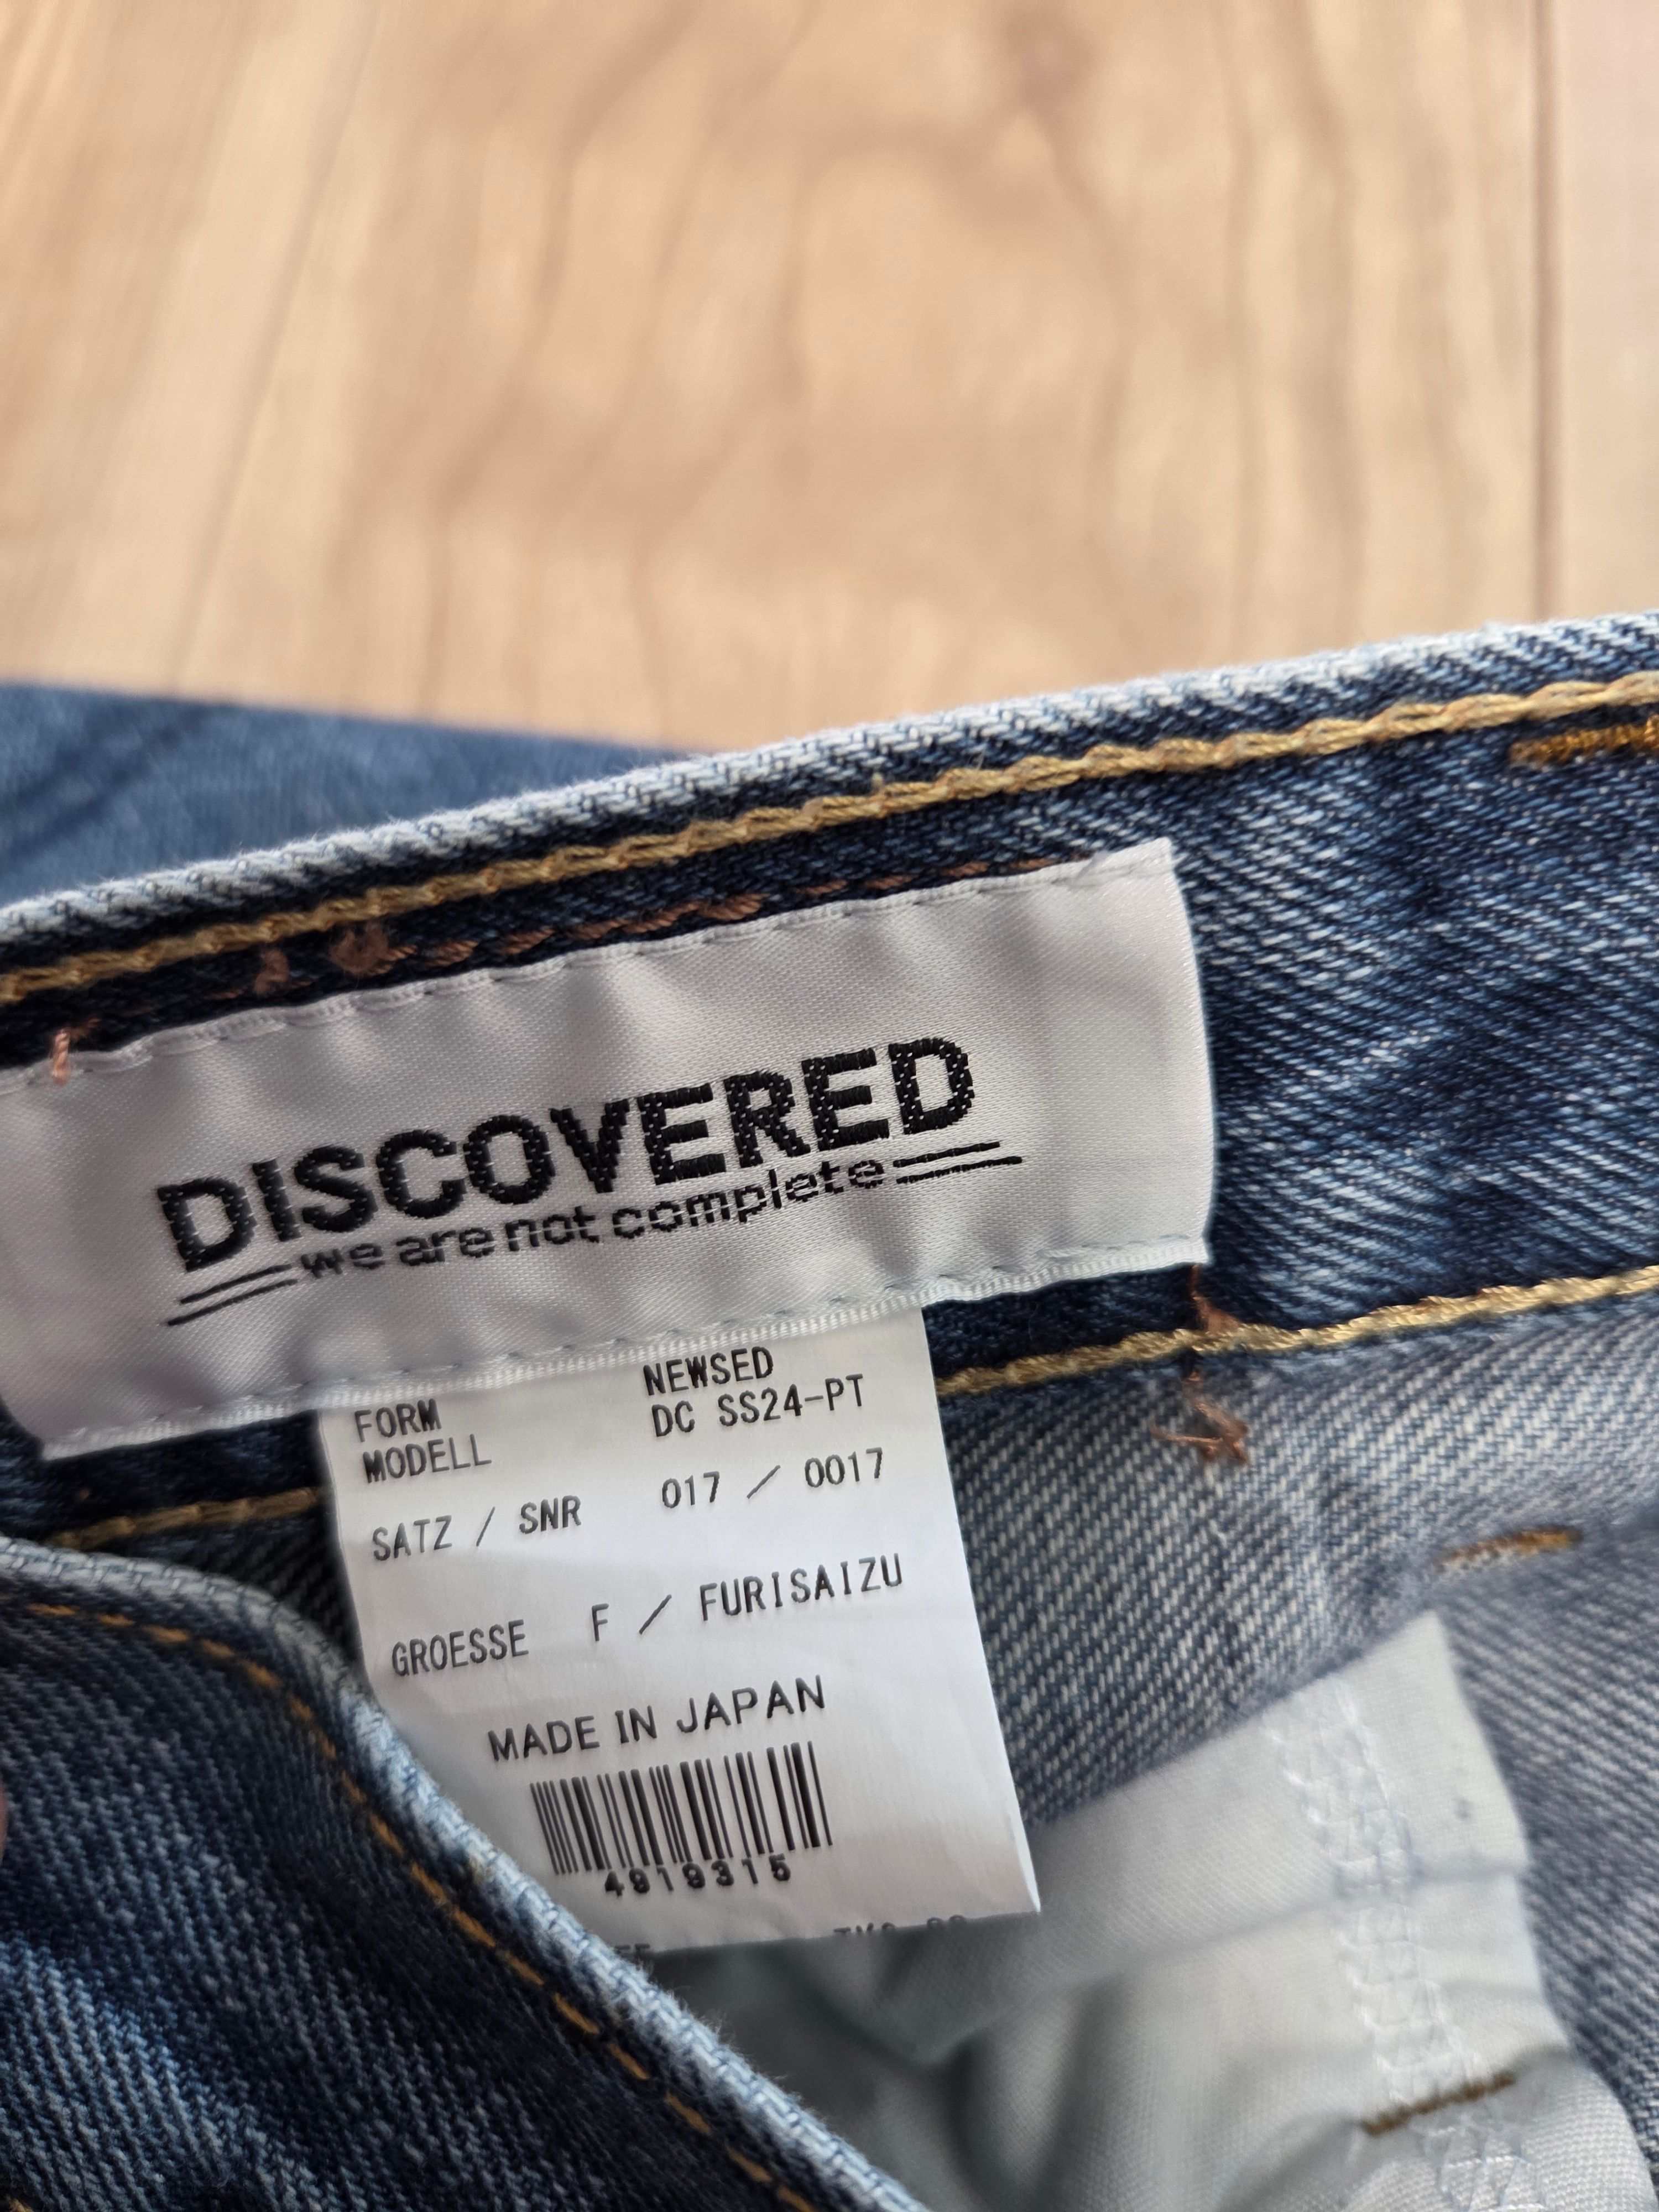 DISCOVERED
we are not complete
FORM NEWSED
MODELL DC SS24-PT
SATZ / SNR 017 / 0017
GROESSE F / FURISAIZU
MADE IN JAPAN
4919315